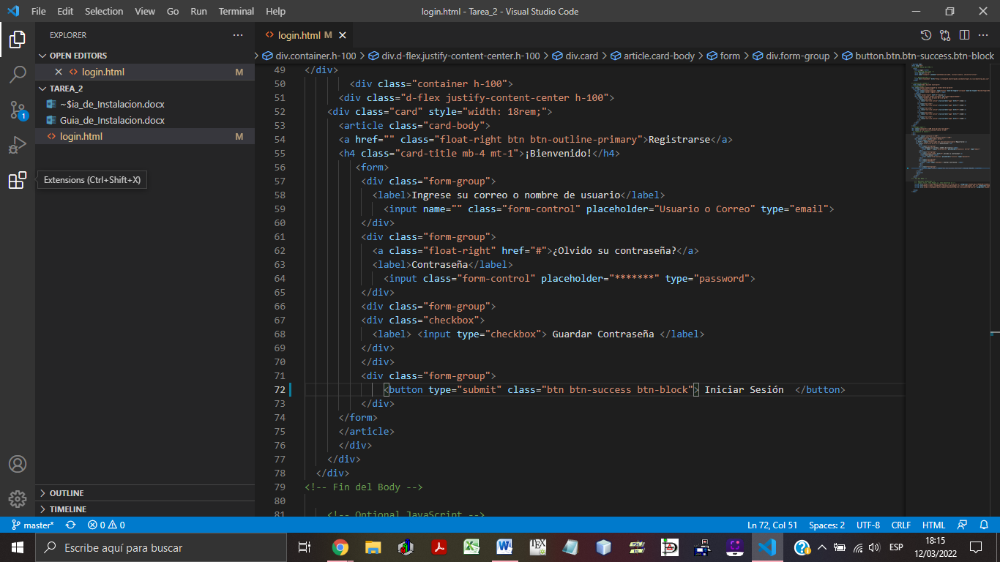 File Edit Selection View Go Run Terminal Help login.html - Tarea_2 - Visual Studio Code
EXPLORER
OPEN EDITORS
login.html M
TAREA_2
~$ia_de_Instalacion.docx
Guia_de_Instalacion.docx
login.html M
Extensions (Ctrl+Shift+X)
1
OUTLINE
TIMELINE
login.html M
div.container.h-100 > div.d-flex.justify-content-center.h-100 > div.card > article.card-body > form > div.form-group > button.btn.btn-success.btn-block
49 </div>
50 <div class="container h-100">
51 <div class="d-flex justify-content-center h-100">
52 <div class="card" style="width: 18rem;">
53 <article class="card-body">
54 <a href="" class="float-right btn btn-outline-primary">Registrarse</a>
55 <h4 class="card-title mb-4 mt-1">¡Bienvenido!</h4>
56 <form>
57 <div class="form-group">
58 <label>Ingrese su correo o nombre de usuario</label>
59 <input name="" class="form-control" placeholder="Usuario o Correo" type="email">
60 </div>
61 <div class="form-group">
62 <a class="float-right" href="#">¿Olvido su contraseña?</a>
63 <label>Contraseña</label>
64 <input class="form-control" placeholder="*******" type="password">
65 </div>
66 <div class="form-group">
67 <div class="checkbox">
68 <label> <input type="checkbox"> Guardar Contraseña </label>
69 </div>
70 </div>
71 <div class="form-group">
72 <button type="submit" class="btn btn-success btn-block"> Iniciar Sesión  </button>
73 </div>
74 </form>
75 </article>
76 </div>
77 </div>
78 </div>
79 <!-- Fin del Body -->
80
81 <!-- Optional JavaScript -->
master* 0 0 Ln 72, Col 51 Spaces: 2 UTF-8 CRLF HTML
Escribe aquí para buscar
ESP
18:15
12/03/2022